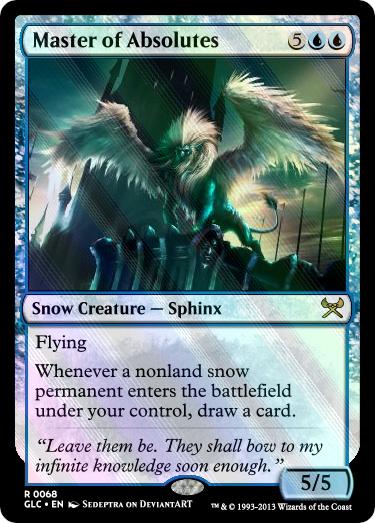 Master of Absolutes 5
Snow Creature — Sphinx
Flying
Whenever a nonland snow
permanent enters the battlefield
under your control, draw a card.
“Leave them be. They shall bow to my
infinite knowledge soon enough.”
5/5
R 0068
GLC • EN Sedeptra on DeviantART
™ & © 1993-2013 Wizards of the Coast